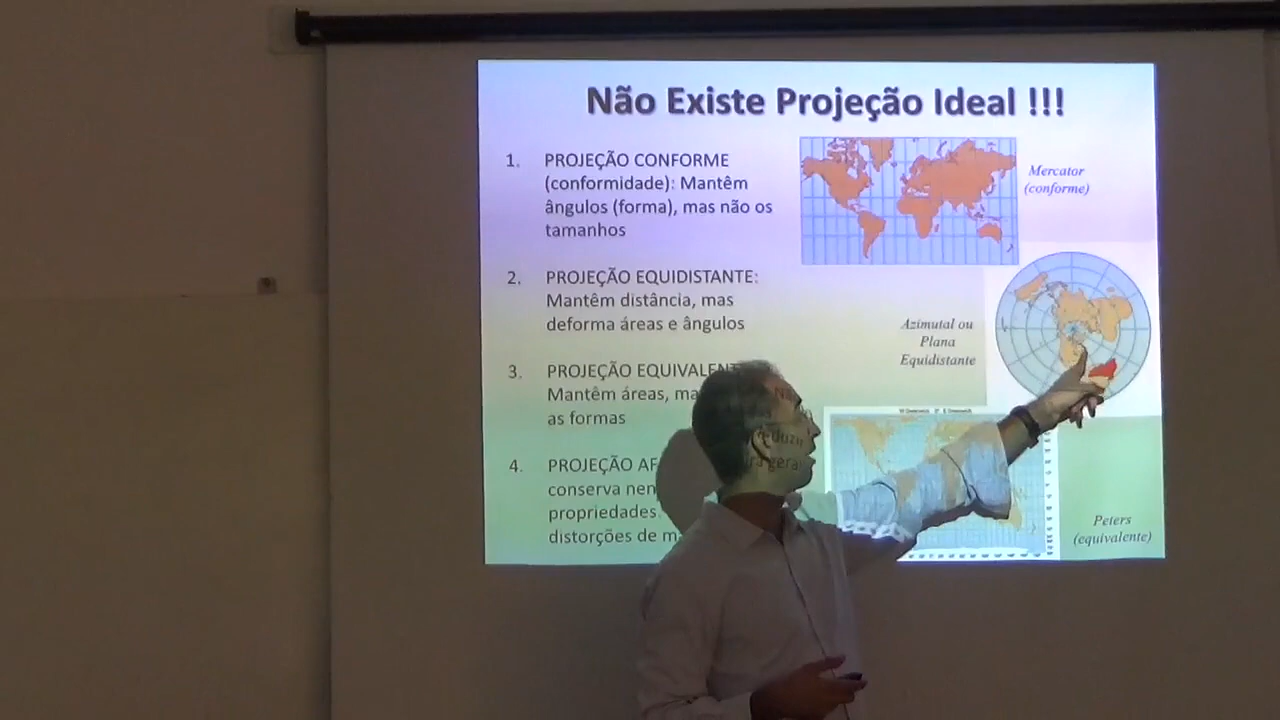 Não Existe Projeção Ideal !!!
1. PROJEÇÃO CONFORME
(conformidade): Mantêm
ângulos (forma), mas não os
tamanhos
2. PROJEÇÃO EQUIDISTANTE:
Mantêm distância, mas
deforma áreas e ângulos
3. PROJEÇÃO EQUIVALENT
Mantêm áreas, ma
as formas
4. PROJEÇÃO AF
conserva nen
propriedades.
distorções de m
Mercator
(conforme)
Azimutal ou
Plana
Equidistante
Peters
(equivalente)